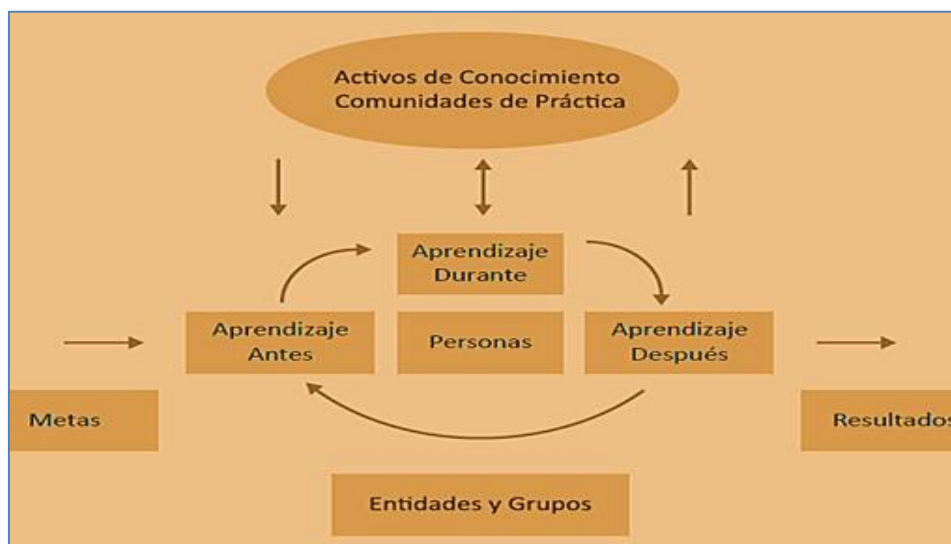 Activos de Conocimiento
Comunidades de Práctica
Aprendizaje
Durante
Aprendizaje
Antes
Personas
Aprendizaje
Después
Metas
Resultados
Entidades y Grupos